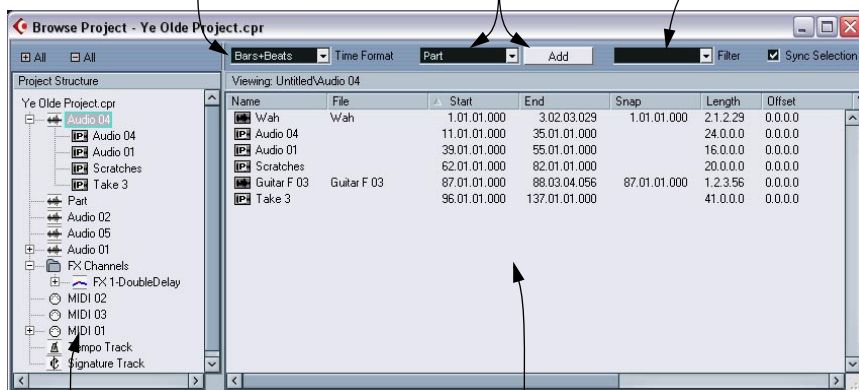 Browse Project - Ye Olde Project.cpr
All All Bars+Beats Time Format Part Add Filter Sync Selection
Project Structure
Ye Olde Project.cpr
Audio 04
Audio 04
Audio 01
Scratches
Take 3
Part
Audio 02
Audio 05
Audio 01
FX Channels
FX 1-DoubleDelay
MIDI 02
MIDI 03
MIDI 01
Tempo Track
Signature Track
Viewing: Untitled\Audio 04
Name File Start End Snap Length Offset
Wah Wah 1.01.01.000 3.02.03.029 1.01.01.000 2.1.2.29 0.0.0.0
Audio 04 11.01.01.000 35.01.01.000 24.0.0.0 0.0.0.0
Audio 01 39.01.01.000 55.01.01.000 16.0.0.0 0.0.0.0
Scratches 62.01.01.000 82.01.01.000 20.0.0.0 0.0.0.0
Guitar F 03 Guitar F 03 87.01.01.000 88.03.04.056 87.01.01.000 1.2.3.56 0.0.0.0
Take 3 96.01.01.000 137.01.01.000 41.0.0.0 0.0.0.0